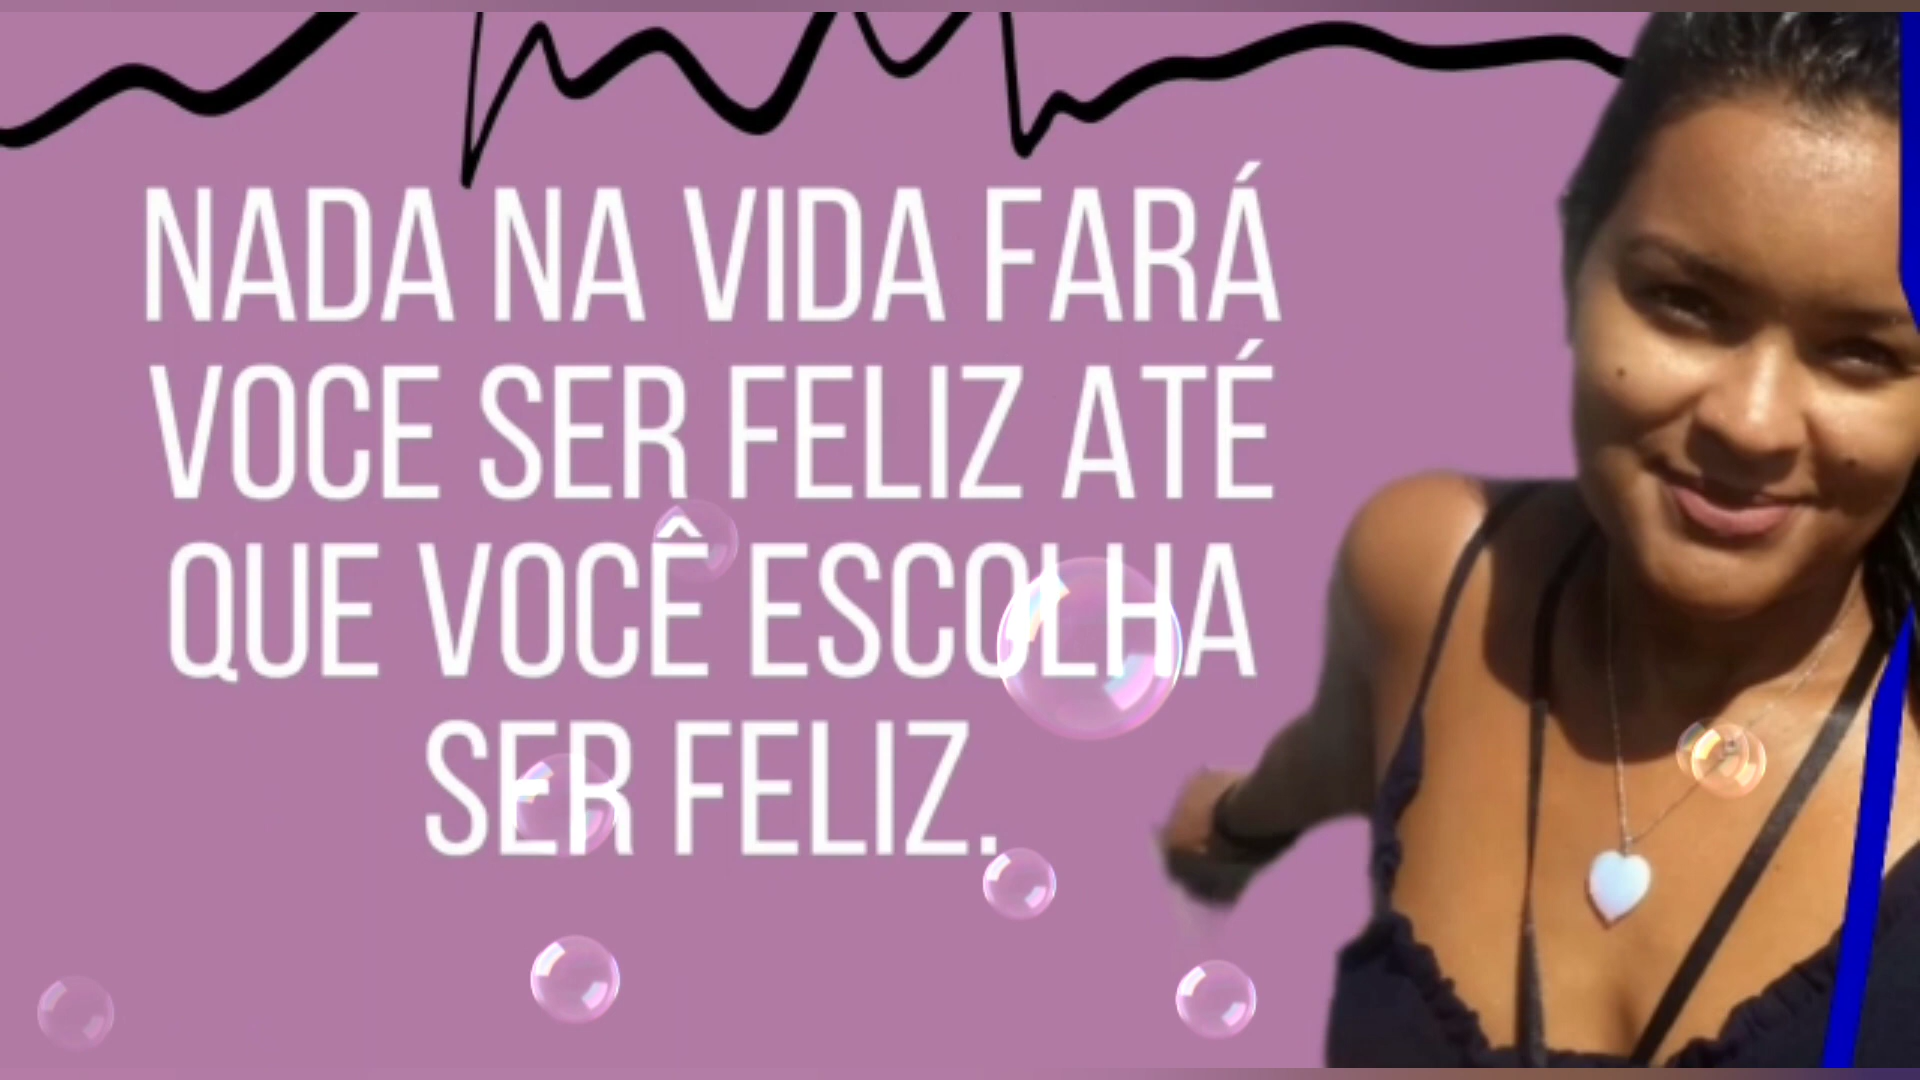 NADA NA VIDA FARÁ
VOCE SER FELIZ ATÉ
QUE VOCÊ ESCOLHA
SER FELIZ.